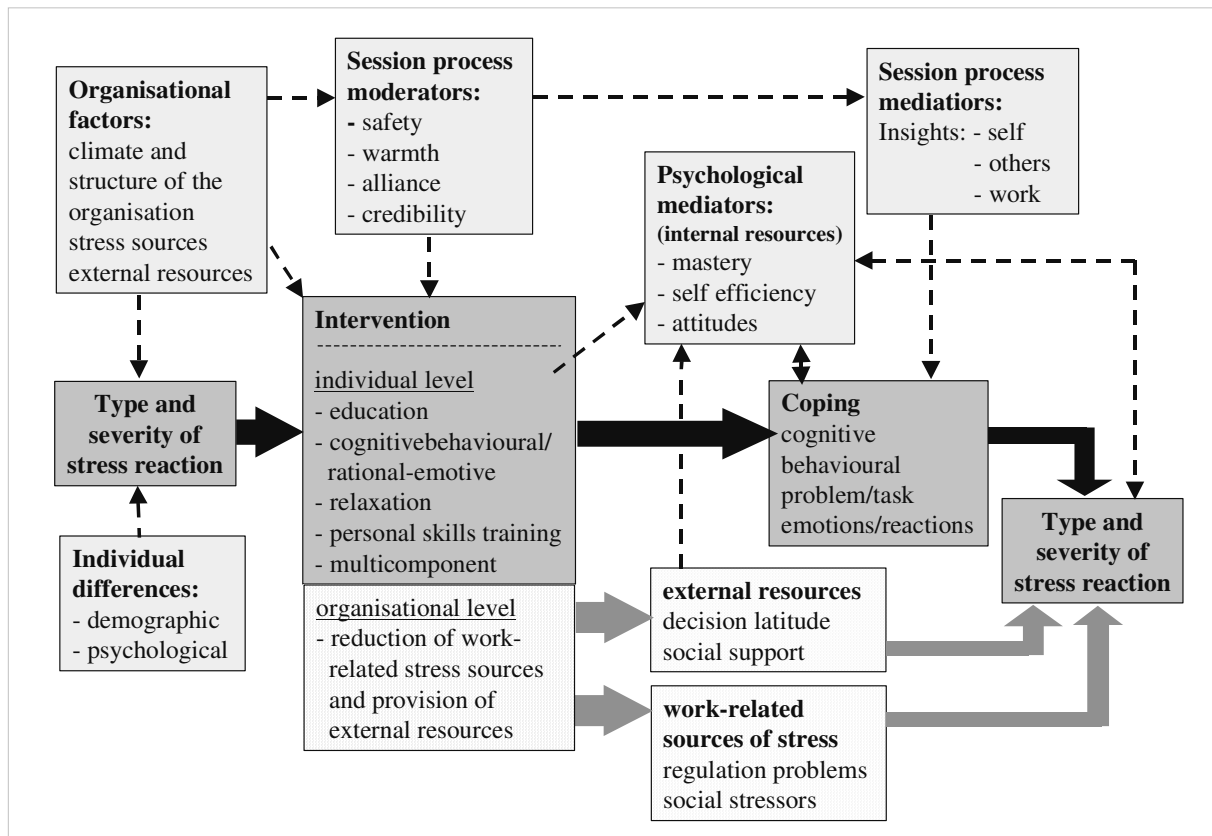 Organisational
factors:
climate and
structure of the
organisation
stress sources
external resources
Session process
moderators:
- safety
- warmth
- alliance
- credibility
Session process
mediatiors:
Insights: - self
- others
- work
Psychological
mediators:
(internal resources)
- mastery
- self efficiency
- attitudes
Type and
severity of
stress reaction
Individual
differences:
- demographic
- psychological
Intervention
individual level
- education
- cognitivebehavioural/
rational-emotive
- relaxation
- personal skills training
- multicomponent
organisational level
- reduction of work-
related stress sources
and provision of
external resources
Coping
cognitive
behavioural
problem/task
emotions/reactions
external resources
decision latitude
social support
work-related
sources of stress
regulation problems
social stressors
Type and
severity of
stress reaction